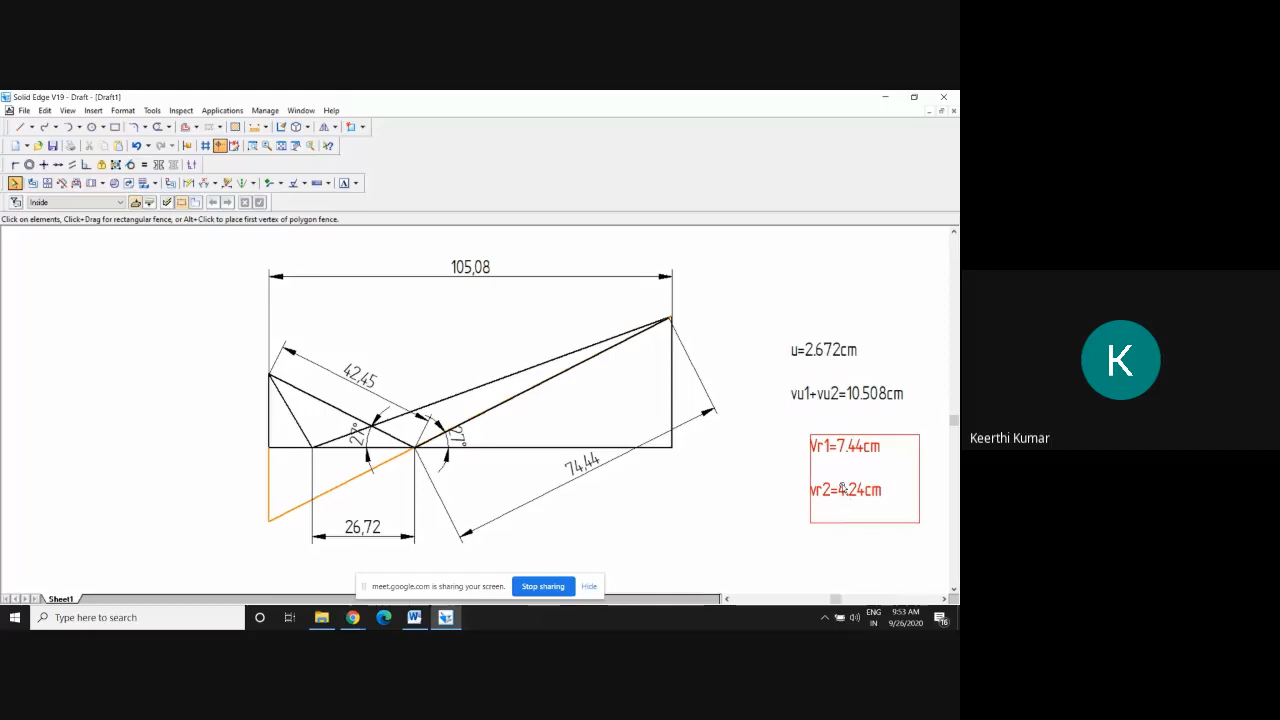 Solid Edge V19 - Draft - [Draft1]
File Edit View Insert Format Tools Inspect Applications Manage Window Help
Inside
Click on elements, Click+Drag for rectangular fence, or Alt+Click to place first vertex of polygon fence.
105,08
42,45
27°
27°
74,44
26,72
u=2.672cm
vu1+vu2=10.508cm
Vr1=7.44cm
vr2=4.24cm
K
Keerthi Kumar
meet.google.com is sharing your screen. Stop sharing Hide
Sheet1
Type here to search
ENG
IN
9:53 AM
9/26/2020
16